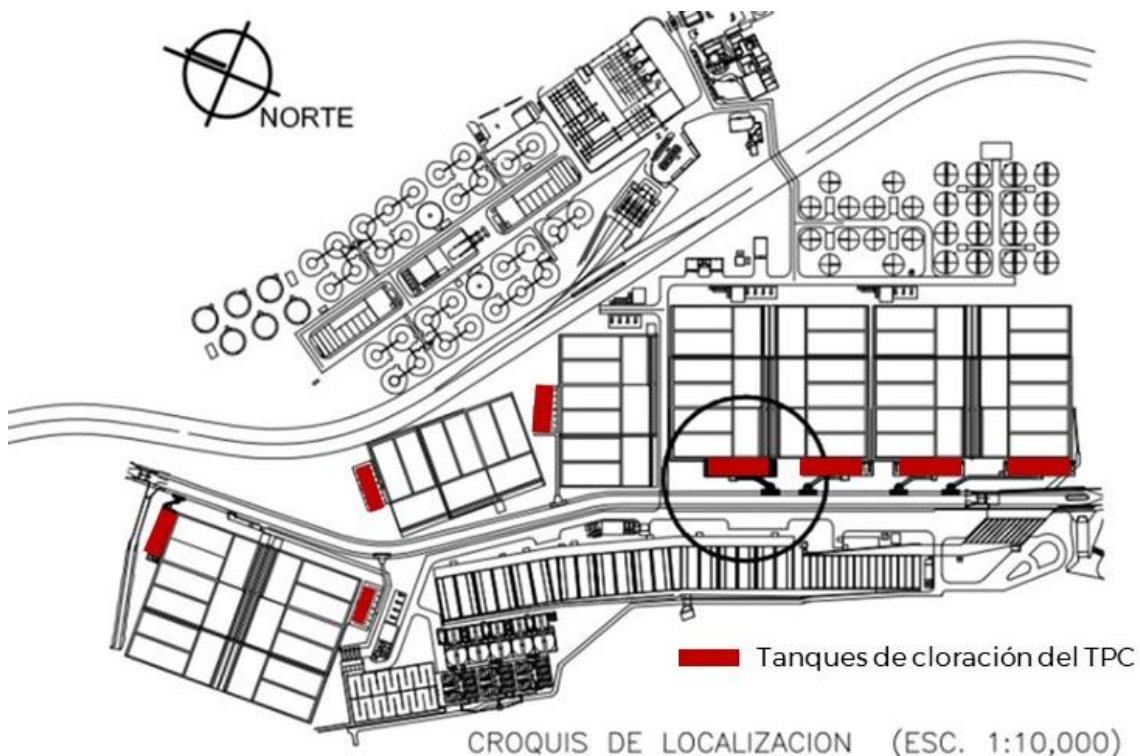 NORTE
Tanques de cloración del TPC
CROQUIS DE LOCALIZACION (ESC. 1:10,000)